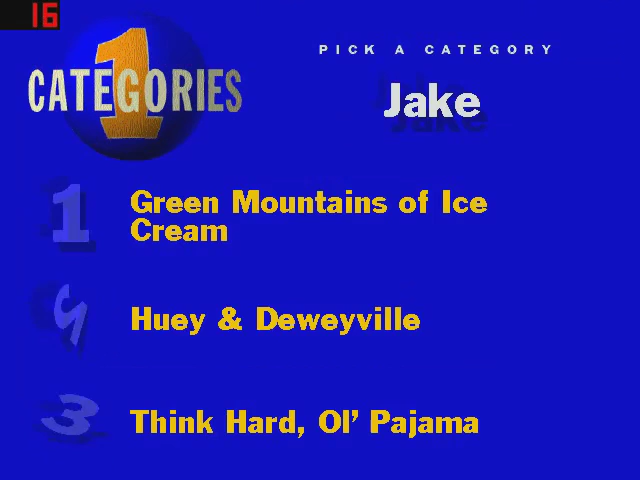 16
1
CATEGORIES
PICK A CATEGORY
Jake
1
Green Mountains of Ice
Cream
Huey & Deweyville
3
Think Hard, Ol' Pajama